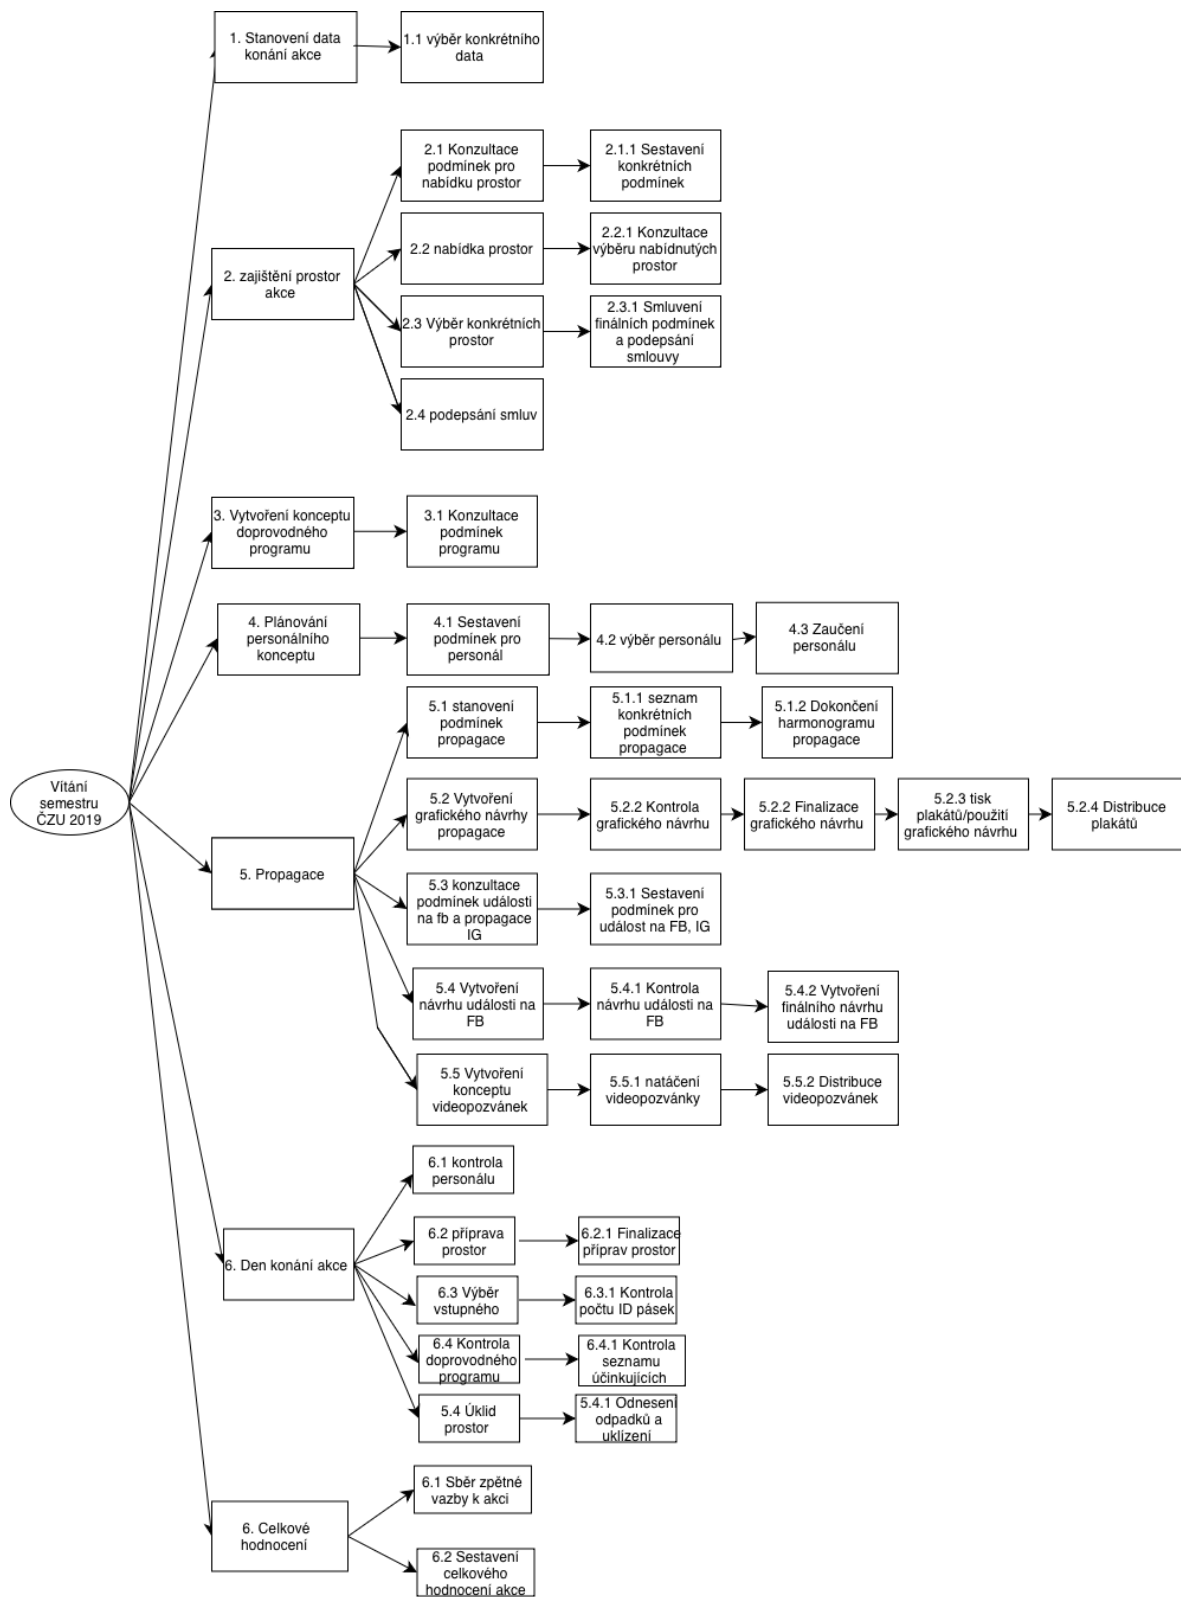 1. Stanovení data
konání akce
1.1 výběr konkrétního
data
2.1 Konzultace
podmínek pro
nabídku prostor
2.1.1 Sestavení
konkrétních
podmínek
2.2 nabídka prostor
2.2.1 Konzultace
výběru nabídnutých
prostor
2. zajištění prostor
akce
2.3 Výběr konkrétních
prostor
2.3.1 Smluvení
finálních podmínek
a podepsání
smlouvy
2.4 podepsání smluv
3. Vytvoření konceptu
doprovodného
programu
3.1 Konzultace
podmínek
programu
4. Plánování
personálního
konceptu
4.1 Sestavení
podmínek pro
personál
4.2 výběr personálu
4.3 Zaučení
personálu
5.1 stanovení
podmínek
propagace
5.1.1 seznam
konkrétních
podmínek
propagace
5.1.2 Dokončení
harmonogramu
propagace
Vítání
semestru
ČZU 2019
5.2 Vytvoření
grafického návrhy
propagace
5.2.2 Kontrola
grafického návrhu
5.2.2 Finalizace
grafického návrhu
5.2.3 tisk
plakátů/použití
grafického návrhu
5.2.4 Distribuce
plakátů
5. Propagace
5.3 konzultace
podmínek události
na fb a propagace
IG
5.3.1 Sestavení
podmínek pro
událost na FB, IG
5.4 Vytvoření
návrhu události na
FB
5.4.1 Kontrola
návrhu události na
FB
5.4.2 Vytvoření
finálního návrhu
události na FB
5.5 Vytvoření
konceptu
videopozvánek
5.5.1 natáčení
videopozvánky
5.5.2 Distribuce
videopozvánek
6.1 kontrola
personálu
6.2 příprava
prostor
6.2.1 Finalizace
příprav prostor
6. Den konání akce
6.3 Výběr
vstupného
6.3.1 Kontrola
počtu ID pásek
6.4 Kontrola
doprovodného
programu
6.4.1 Kontrola
seznamu
účinkujících
5.4 Úklid
prostor
5.4.1 Odnesení
odpadků a
uklízení
6.1 Sběr zpětné
vazby k akci
6. Celkové
hodnocení
6.2 Sestavení
celkového
hodnocení akce